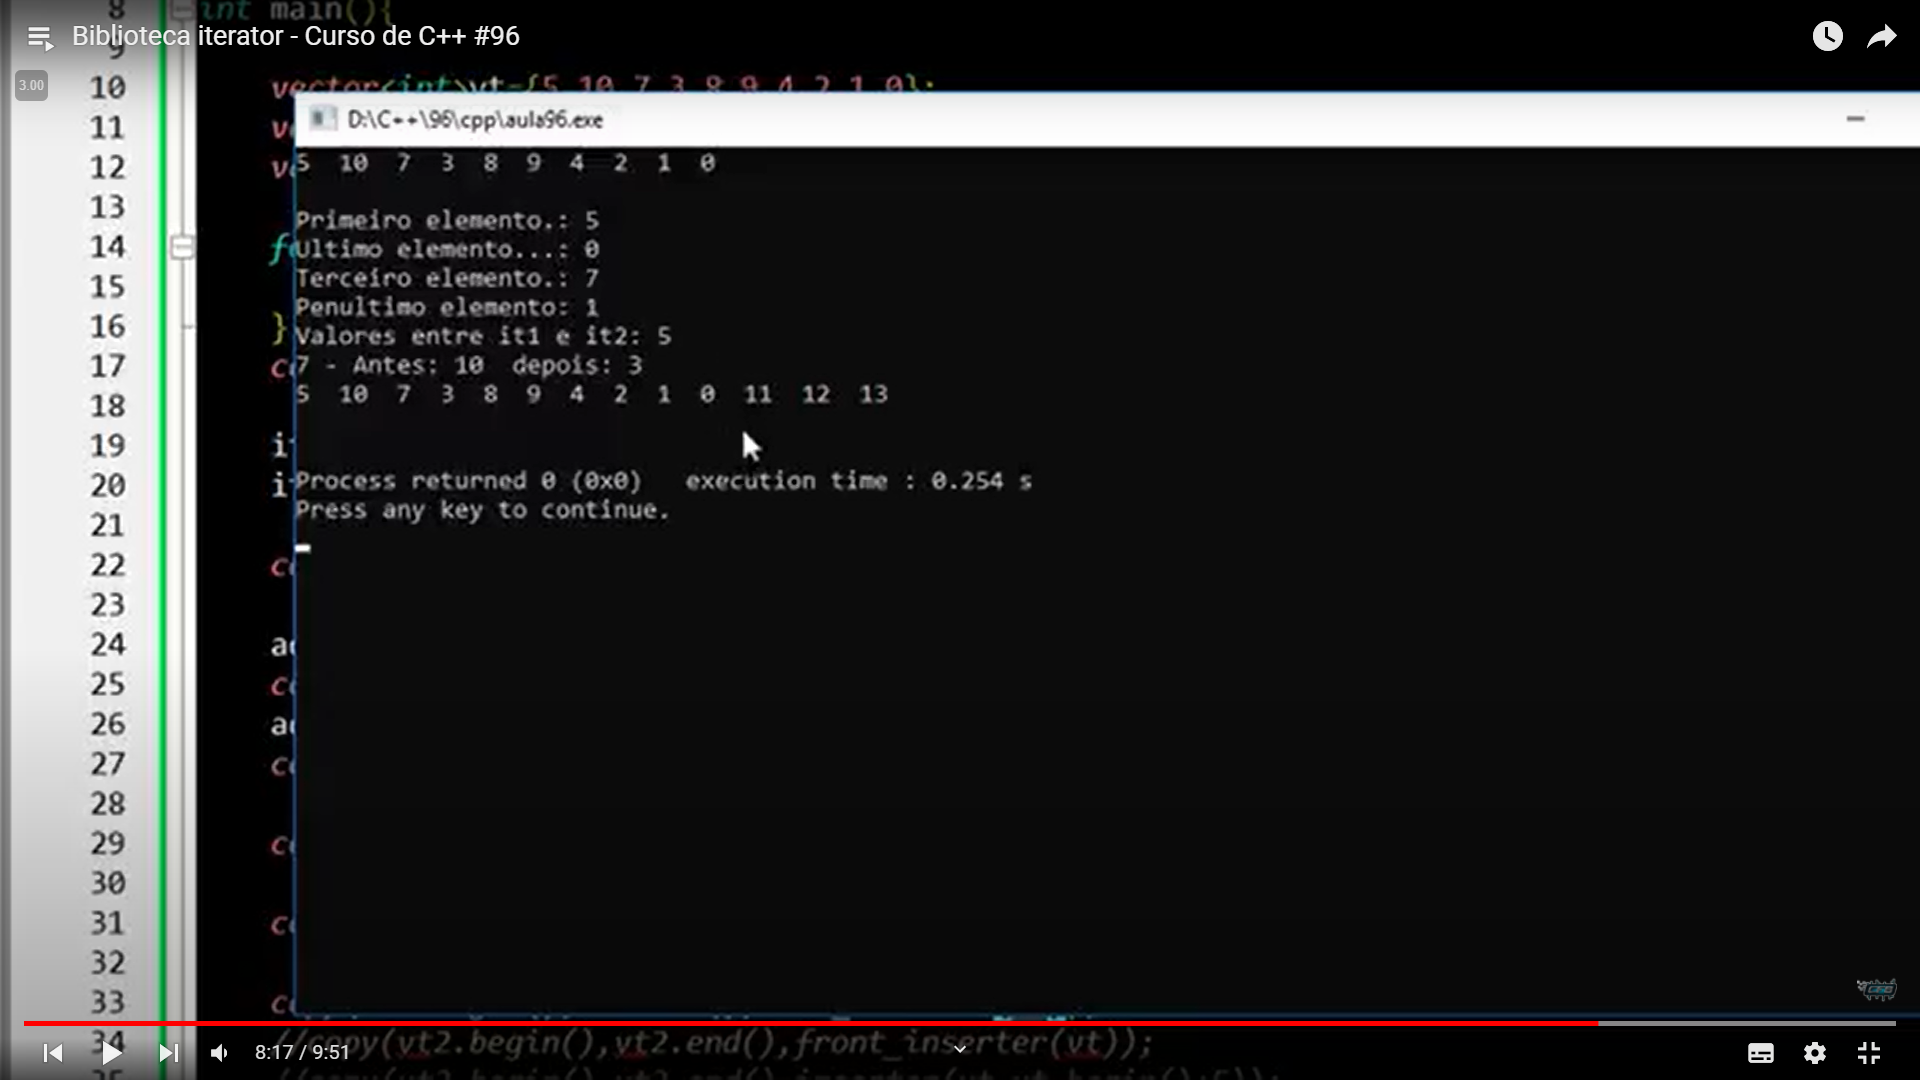 8 int main(){
Biblioteca iterator - Curso de C++ #96
9
3.00
10 vector<int>vt={5,10,7,3,8,9,4,2,1,0};
D:\C++\96\cpp\aula96.exe
11
12
13
14
15
16 }
17
18
19
20
21
22
23
24
25
26
27
28
29
30
31
32
33
5 10 7 3 8 9 4 2 1 0
Primeiro elemento.: 5
Ultimo elemento...: 0
Terceiro elemento.: 7
Penultimo elemento: 1
Valores entre it1 e it2: 5
7 - Antes: 10 depois: 3
5 10 7 3 8 9 4 2 1 0 11 12 13
Process returned 0 (0x0) execution time : 0.254 s
Press any key to continue.
34 //copy(vt2.begin(),vt2.end(),front_inserter(vt));
8:17 / 9:51